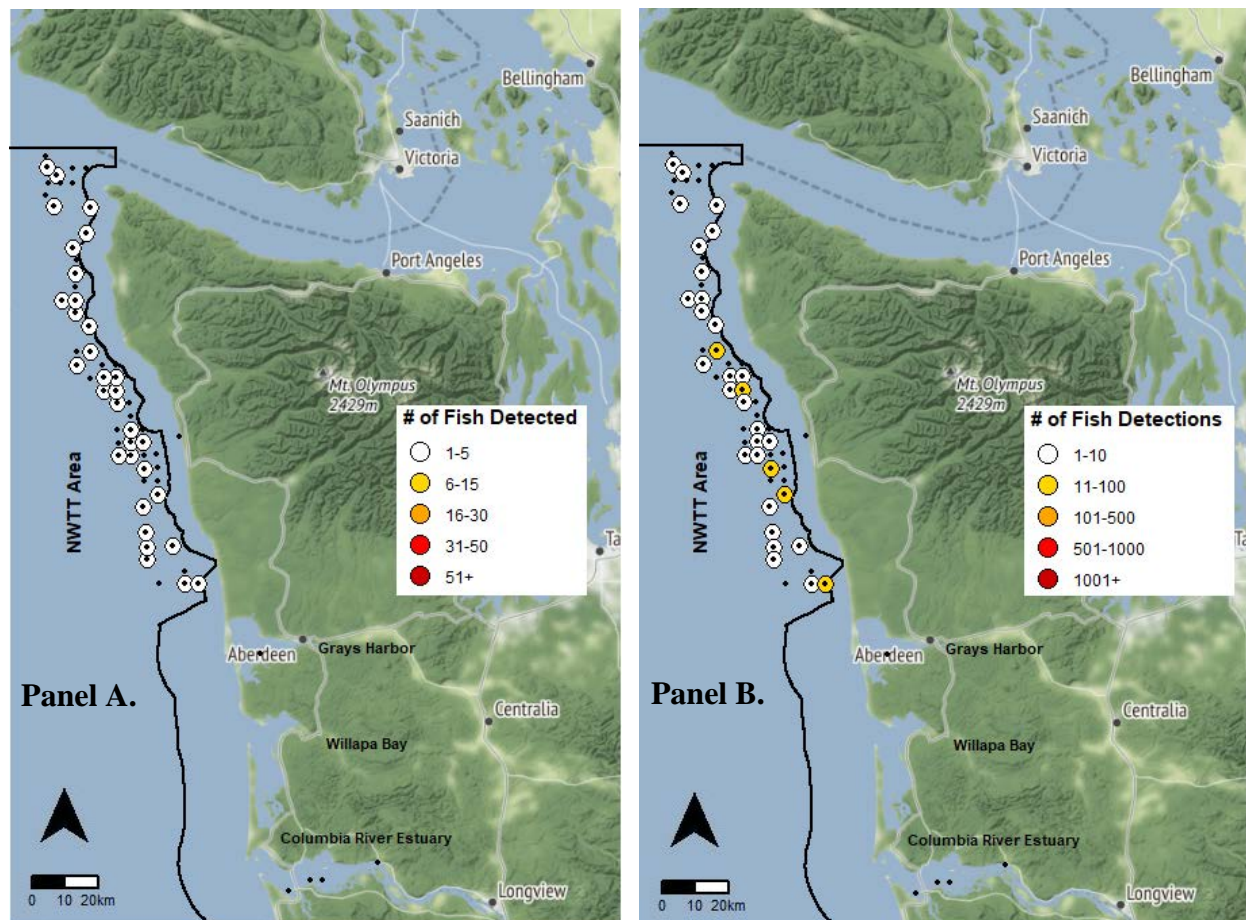 Bellingham
Saanich
Victoria
Port Angeles
Mt. Olympus
2429m
# of Fish Detected
1-5
6-15
16-30
31-50
51+
NWTT Area
Ta
Aberdeen
Grays Harbor
Panel A.
Centralia
Willapa Bay
Columbia River Estuary
Longview
0 10 20km
Bellingham
Saanich
Victoria
Port Angeles
Mt. Olympus
2429m
# of Fish Detections
1-10
11-100
101-500
501-1000
1001+
NWTT Area
Ta
Aberdeen
Grays Harbor
Panel B.
Centralia
Willapa Bay
Columbia River Estuary
Longview
0 10 20km